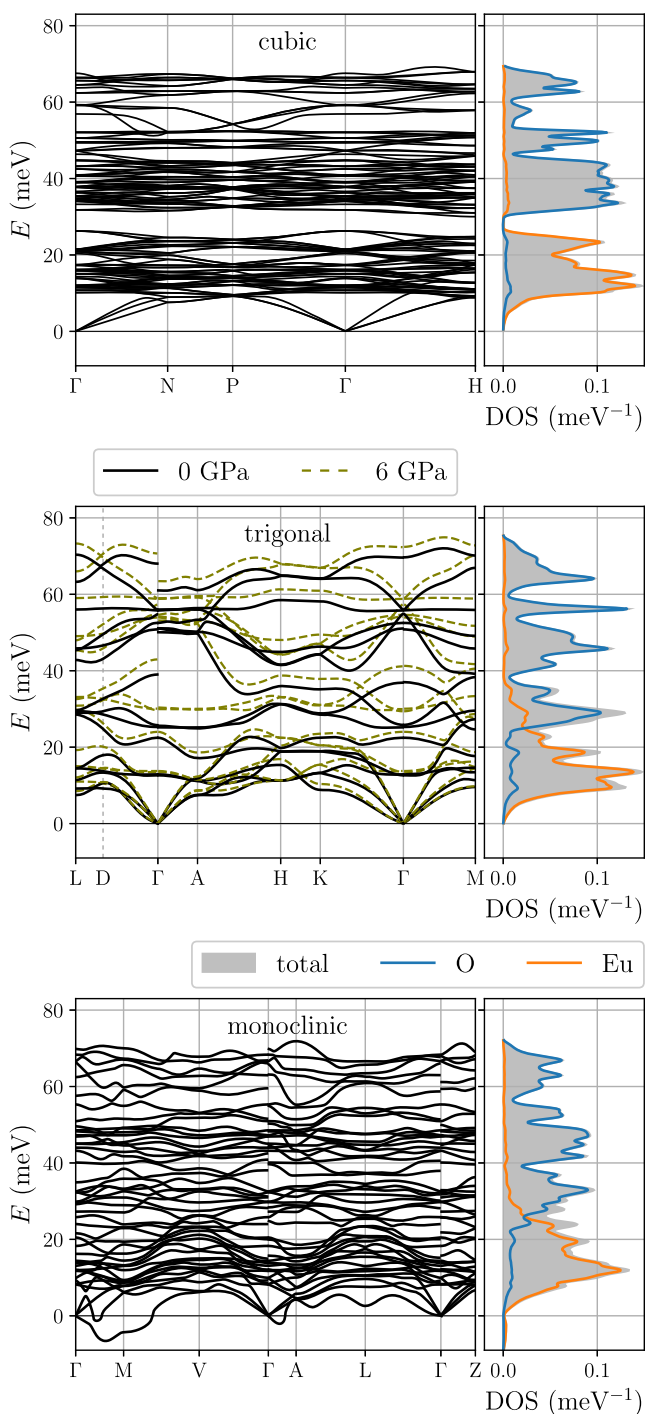 cubic
80
60
40
20
0
E (meV)
Γ N P Γ H
0.0 0.1
DOS (meV⁻¹)
0 GPa 6 GPa
trigonal
80
60
40
20
0
E (meV)
L D Γ A H K Γ M
0.0 0.1
DOS (meV⁻¹)
total O Eu
monoclinic
80
60
40
20
0
E (meV)
Γ M V Γ A L Γ Z
0.0 0.1
DOS (meV⁻¹)